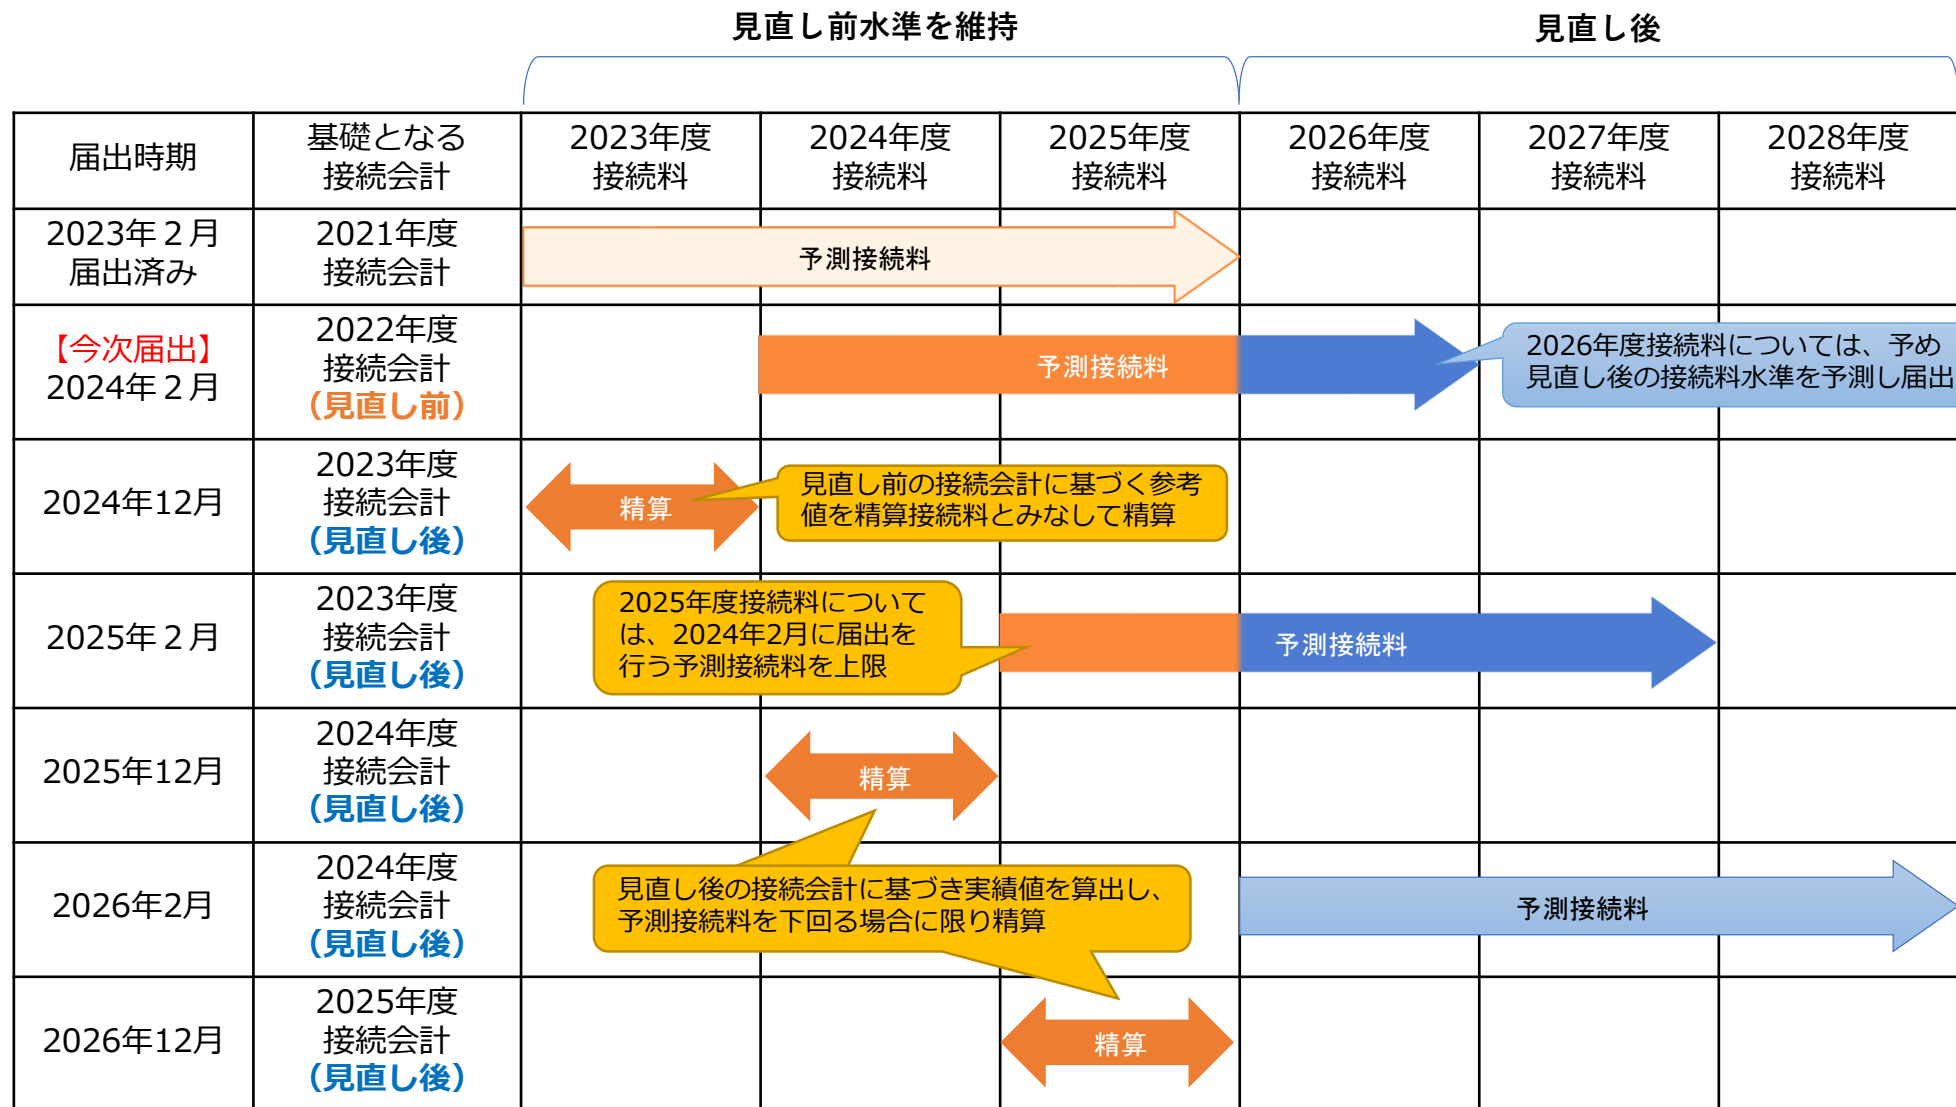 見直し前水準を維持
見直し後
届出時期
基礎となる
接続会計
2023年度
接続料
2024年度
接続料
2025年度
接続料
2026年度
接続料
2027年度
接続料
2028年度
接続料
2023年２月
届出済み
2021年度
接続会計
予測接続料
【今次届出】
2024年２月
2022年度
接続会計
（見直し前）
予測接続料
2026年度接続料については、予め
見直し後の接続料水準を予測し届出
2024年12月
2023年度
接続会計
（見直し後）
精算
見直し前の接続会計に基づく参考
値を精算接続料とみなして精算
2025年２月
2023年度
接続会計
（見直し後）
2025年度接続料について
は、2024年2月に届出を
行う予測接続料を上限
予測接続料
2025年12月
2024年度
接続会計
（見直し後）
精算
2026年2月
2024年度
接続会計
（見直し後）
見直し後の接続会計に基づき実績値を算出し、
予測接続料を下回る場合に限り精算
予測接続料
2026年12月
2025年度
接続会計
（見直し後）
精算